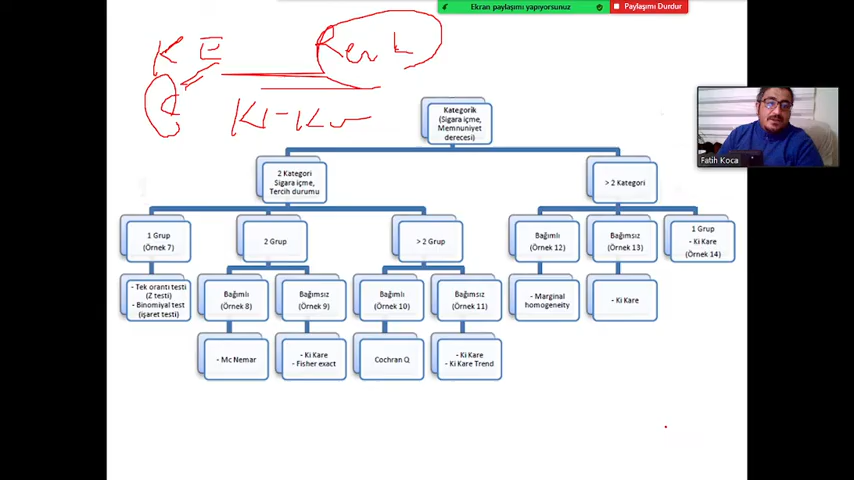 Ekran paylaşımı yapıyorsunuz
Paylaşımı Durdur
K E
Ki-Ka
Kategorik
(Sigara içme,
Memnuniyet
derecesi)
Fatih Koca
2 Kategori
Sigara içme,
Tercih durumu
> 2 Kategori
1 Grup
(Örnek 7)
2 Grup
> 2 Grup
Bağımlı
(Örnek 12)
Bağımsız
(Örnek 13)
1 Grup
- Ki Kare
(Örnek 14)
- Tek orantı testi
(Z testi)
- Binomiyal test
(işaret testi)
Bağımlı
(Örnek 8)
Bağımsız
(Örnek 9)
Bağımlı
(Örnek 10)
Bağımsız
(Örnek 11)
- Marginal
homogeneity
- Ki Kare
- Mc Nemar
- Ki Kare
- Fisher exact
Cochran Q
- Ki Kare
- Ki Kare Trend